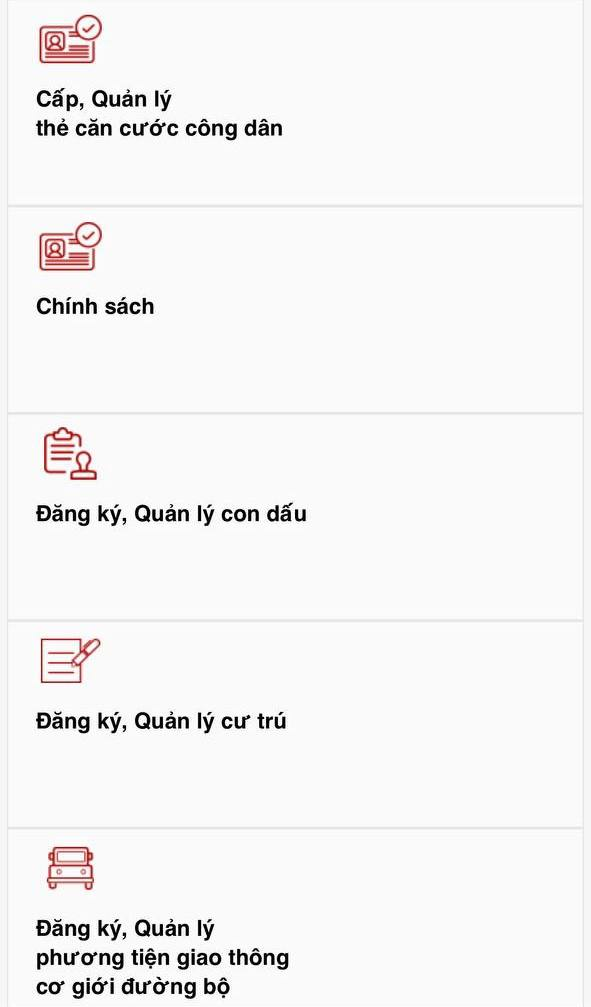 Cấp, Quản lý
thẻ căn cước công dân
Chính sách
Đăng ký, Quản lý con dấu
Đăng ký, Quản lý cư trú
Đăng ký, Quản lý
phương tiện giao thông
cơ giới đường bộ